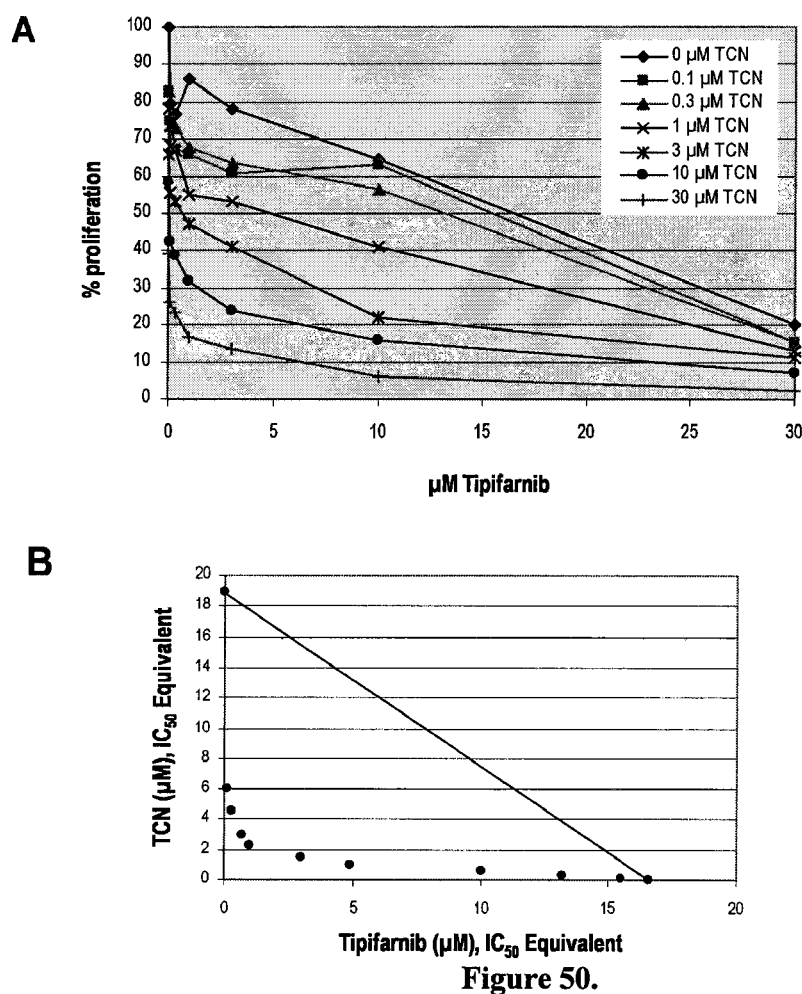 A
100
90
80
70
60
50
40
30
20
10
0
% proliferation
0 µM TCN
0.1 µM TCN
0.3 µM TCN
1 µM TCN
3 µM TCN
10 µM TCN
30 µM TCN
0 5 10 15 20 25 30
µM Tipifarnib
B
20
18
16
14
12
10
8
6
4
2
0
TCN (µM), IC50 Equivalent
0 5 10 15 20
Tipifarnib (µM), IC50 Equivalent
Figure 50.